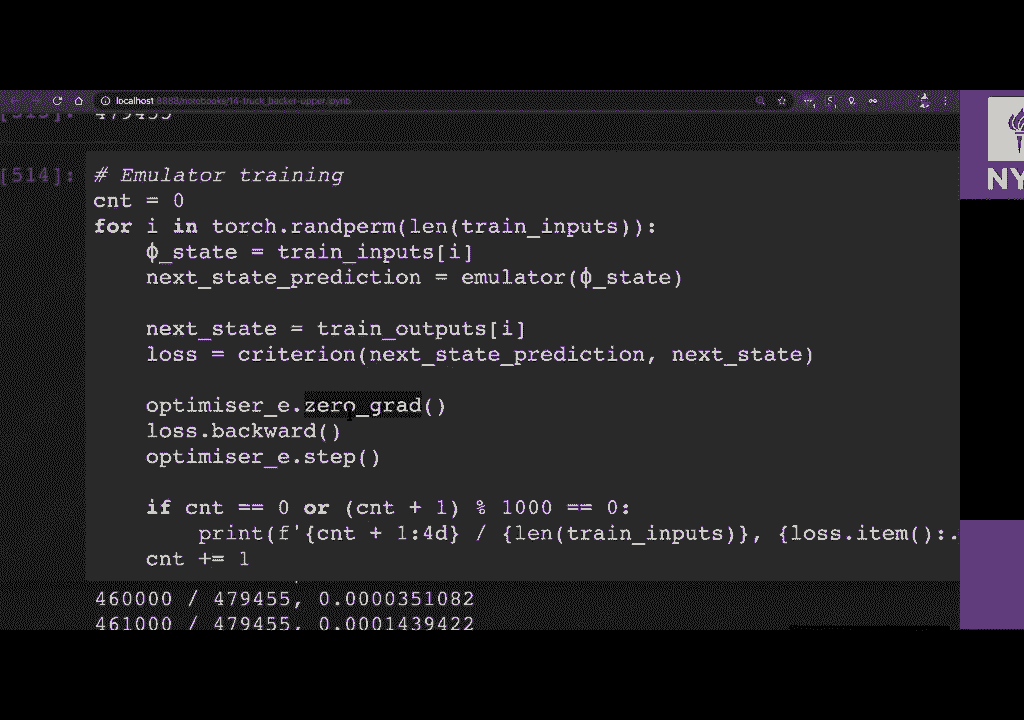 localhost:8888/notebooks/14-truck_backer-upper.ipynb
479455
NY
[514]:
# Emulator training
cnt = 0
for i in torch.randperm(len(train_inputs)):
ϕ_state = train_inputs[i]
next_state_prediction = emulator(ϕ_state)
next_state = train_outputs[i]
loss = criterion(next_state_prediction, next_state)
optimiser_e.zero_grad()
loss.backward()
optimiser_e.step()
if cnt == 0 or (cnt + 1) % 1000 == 0:
print(f'{cnt + 1:4d} / {len(train_inputs)}, {loss.item():.
cnt += 1
460000 / 479455, 0.0000351082
461000 / 479455, 0.0001439422